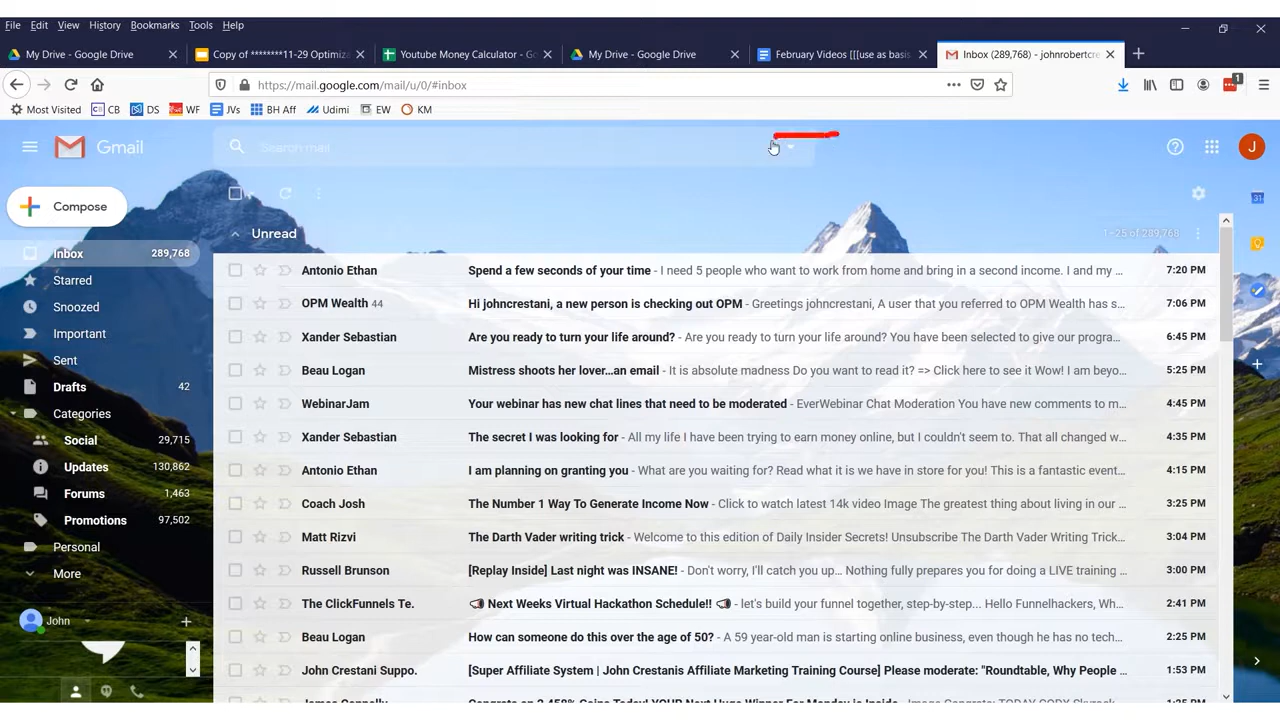 File Edit View History Bookmarks Tools Help
My Drive - Google Drive Copy of ********11-29 Optimiz Youtube Money Calculator - Go My Drive - Google Drive February Videos [[[use as basis Inbox (289,768) - johnrobertcre
https://mail.google.com/mail/u/0/#inbox 1
Most Visited CB CB DS WF JVs BH Aff Udimi EW KM
Gmail Search mail J
Compose
Unread 1-25 of 289,768
Inbox 289,768
Starred
Snoozed
Important
Sent
Drafts 42
Categories
Social 29,715
Updates 130,862
Forums 1,463
Promotions 97,502
Personal
More
John
Antonio Ethan Spend a few seconds of your time - I need 5 people who want to work from home and bring in a second income. I and my ... 7:20 PM
OPM Wealth 44 Hi johncrestani, a new person is checking out OPM - Greetings johncrestani, A user that you referred to OPM Wealth has s... 7:06 PM
Xander Sebastian Are you ready to turn your life around? - Are you ready to turn your life around? You have been selected to give our progra... 6:45 PM
Beau Logan Mistress shoots her lover...an email - It is absolute madness Do you want to read it? => Click here to see it Wow! I am beyo... 5:25 PM
WebinarJam Your webinar has new chat lines that need to be moderated - EverWebinar Chat Moderation You have new comments to m... 4:45 PM
Xander Sebastian The secret I was looking for - All my life I have been trying to earn money online, but I couldn't seem to. That all changed w... 4:35 PM
Antonio Ethan I am planning on granting you - What are you waiting for? Read what it is we have in store for you! This is a fantastic event... 4:15 PM
Coach Josh The Number 1 Way To Generate Income Now - Click to watch latest 14k video Image The greatest thing about living in our ... 3:25 PM
Matt Rizvi The Darth Vader writing trick - Welcome to this edition of Daily Insider Secrets! Unsubscribe The Darth Vader Writing Trick... 3:04 PM
Russell Brunson [Replay Inside] Last night was INSANE! - Don't worry, I'll catch you up... Nothing fully prepares you for doing a LIVE training ... 3:00 PM
The ClickFunnels Te. 📣 Next Weeks Virtual Hackathon Schedule!! 📣 - let's build your funnel together, step-by-step... Hello Funnelhackers, Wh... 2:41 PM
Beau Logan How can someone do this over the age of 50? - A 59 year-old man is starting online business, even though he has no tech... 2:25 PM
John Crestani Suppo. [Super Affiliate System | John Crestanis Affiliate Marketing Training Course] Please moderate: "Roundtable, Why People ... 1:53 PM